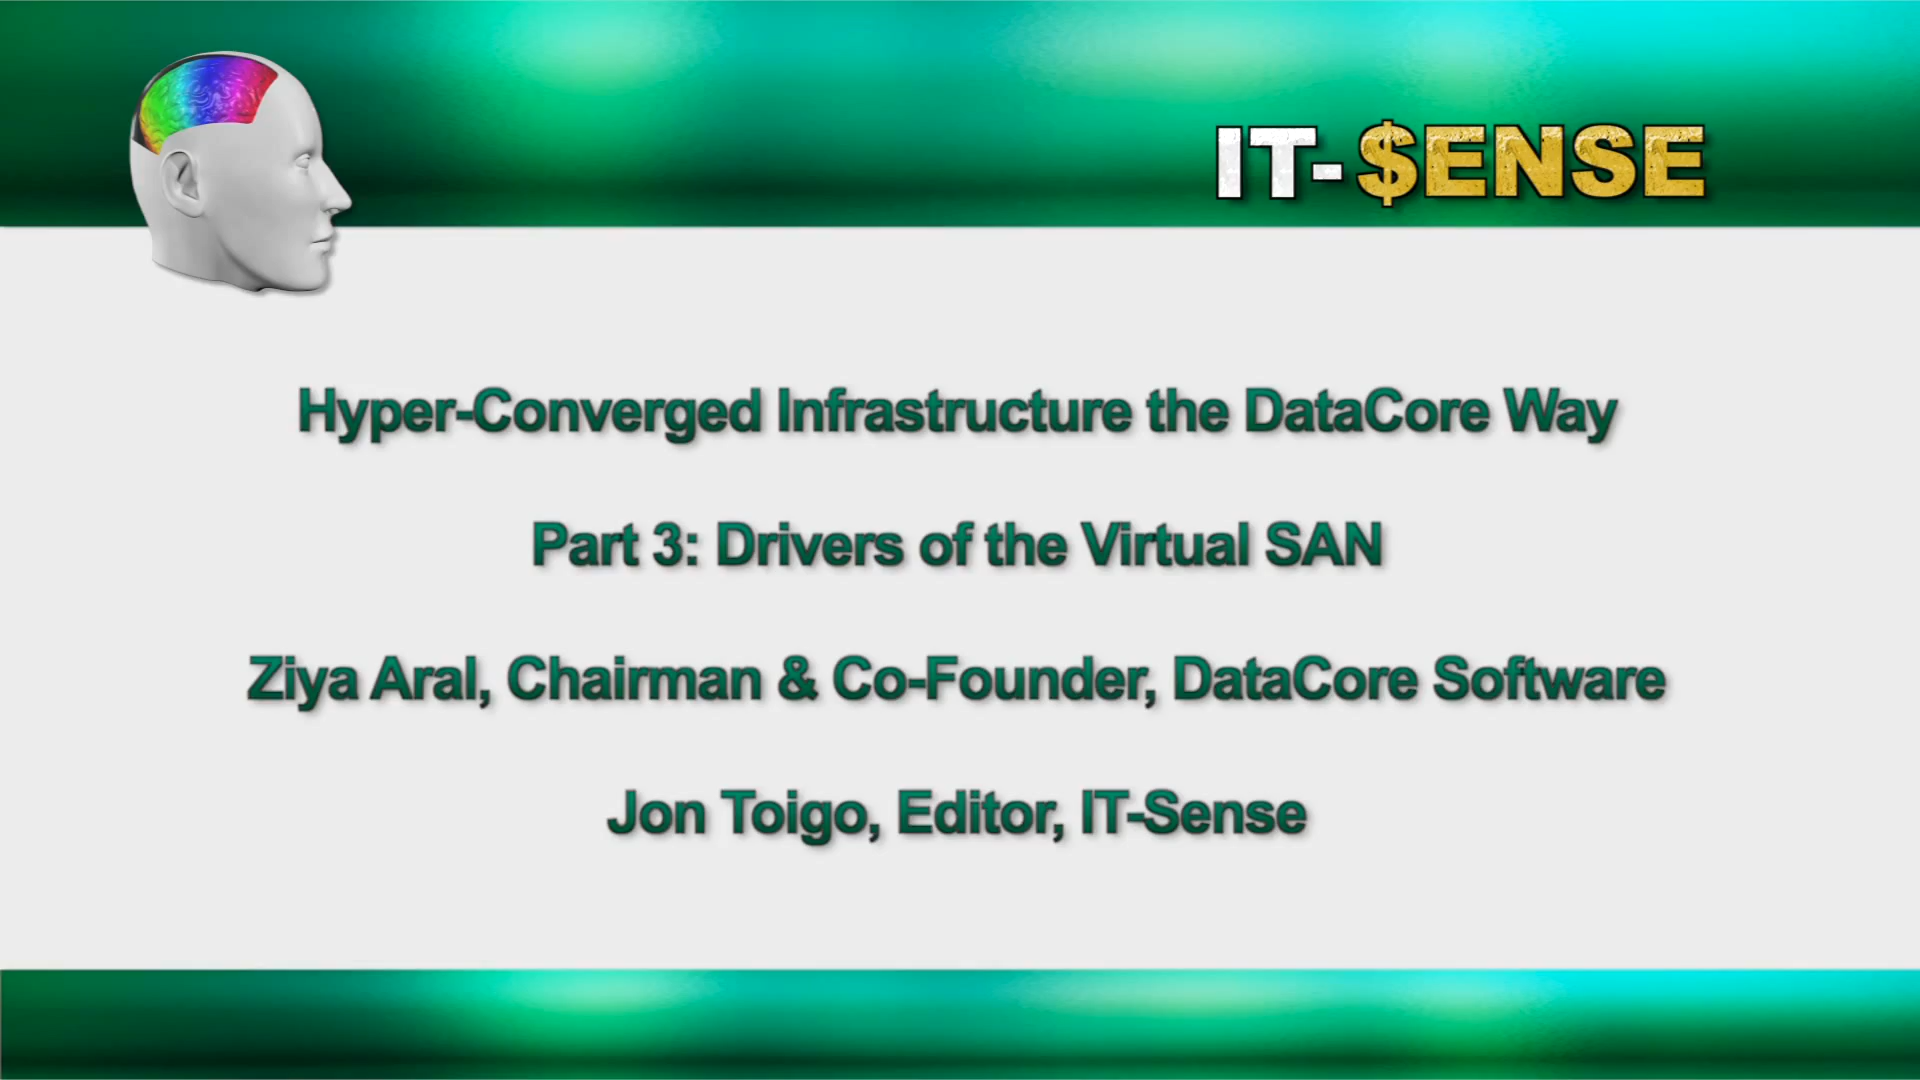 IT-$ENSE
Hyper-Converged Infrastructure the DataCore Way
Part 3: Drivers of the Virtual SAN
Ziya Aral, Chairman & Co-Founder, DataCore Software
Jon Toigo, Editor, IT-Sense